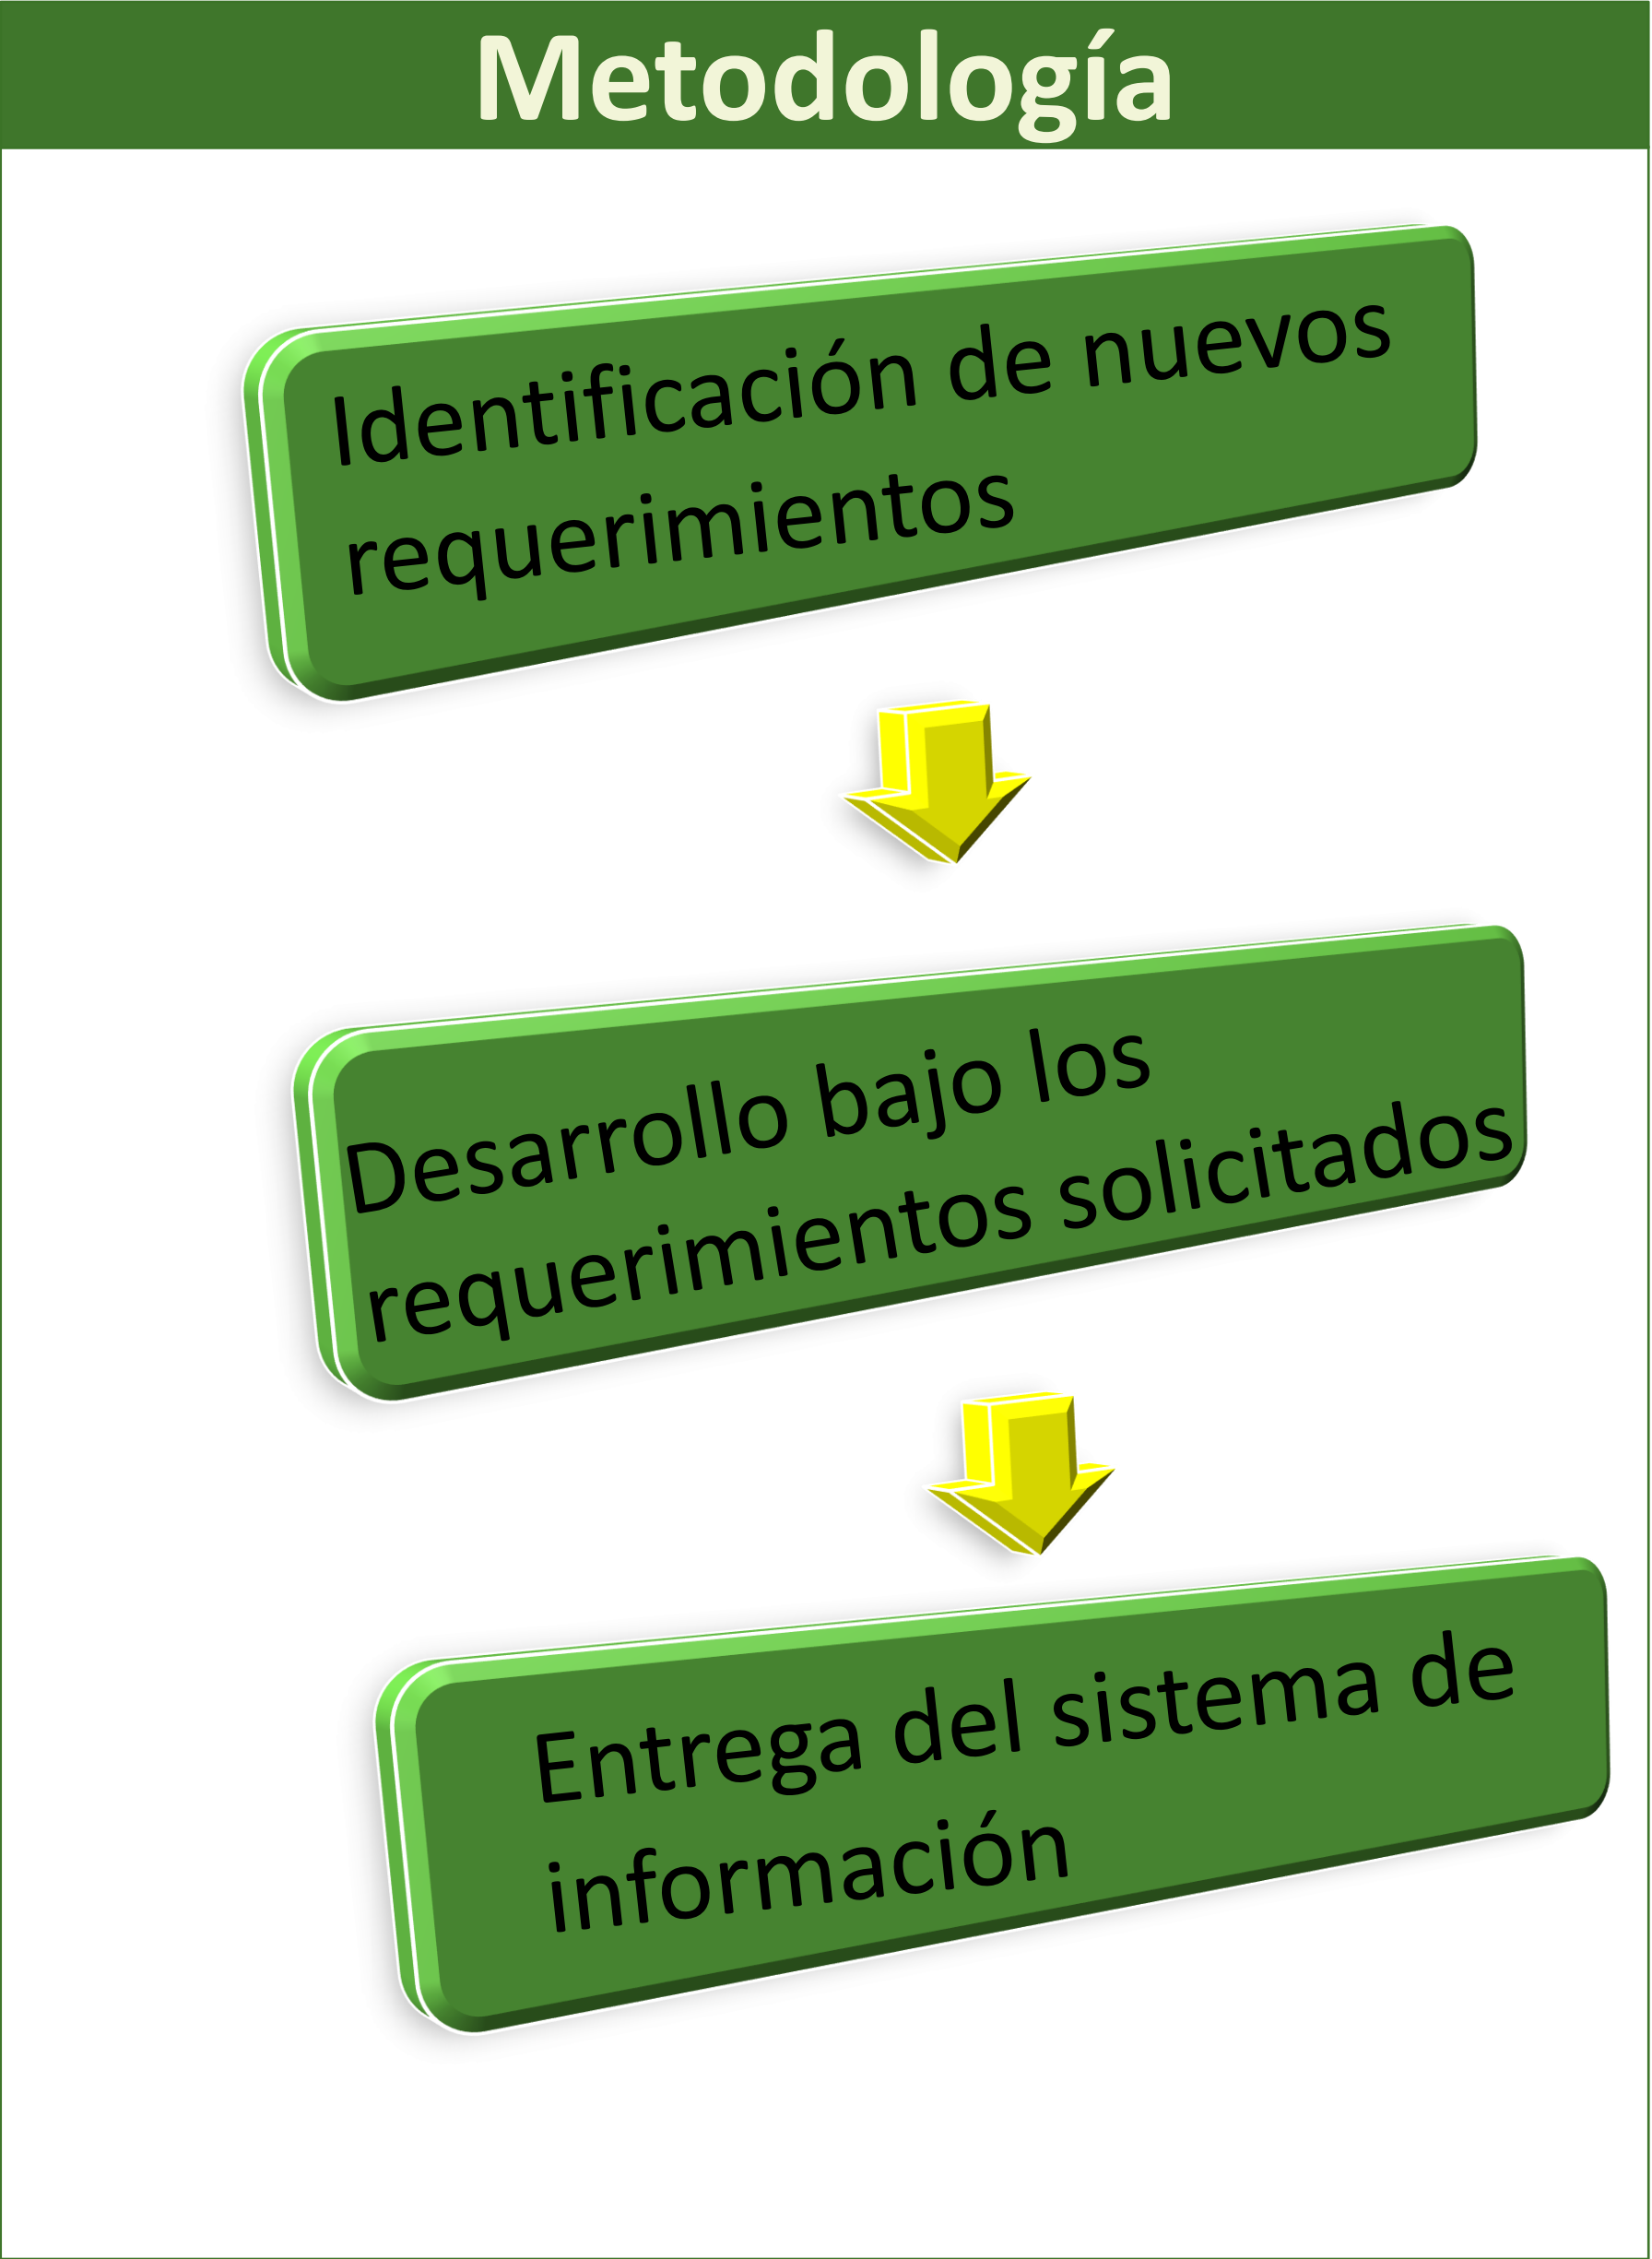 Metodología
Identificación de nuevos
requerimientos
Desarrollo bajo los
requerimientos solicitados
Entrega del sistema de
información